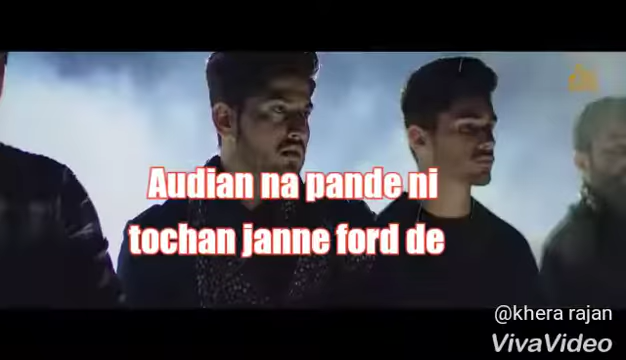 Audian na pande ni
tochan janne ford de
@khera rajan
VivaVideo